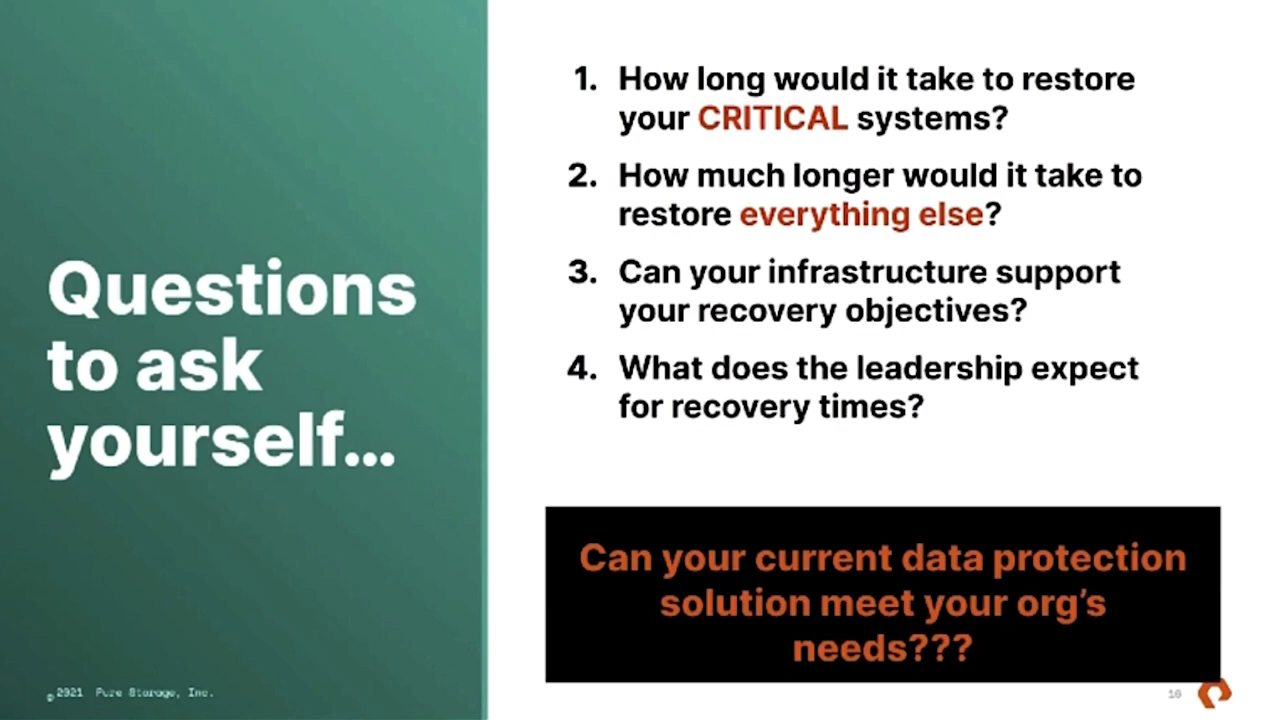 Questions
to ask
yourself...
1. How long would it take to restore
your CRITICAL systems?
2. How much longer would it take to
restore everything else?
3. Can your infrastructure support
your recovery objectives?
4. What does the leadership expect
for recovery times?
Can your current data protection
solution meet your org’s
needs???
© 2021 Pure Storage, Inc.
10